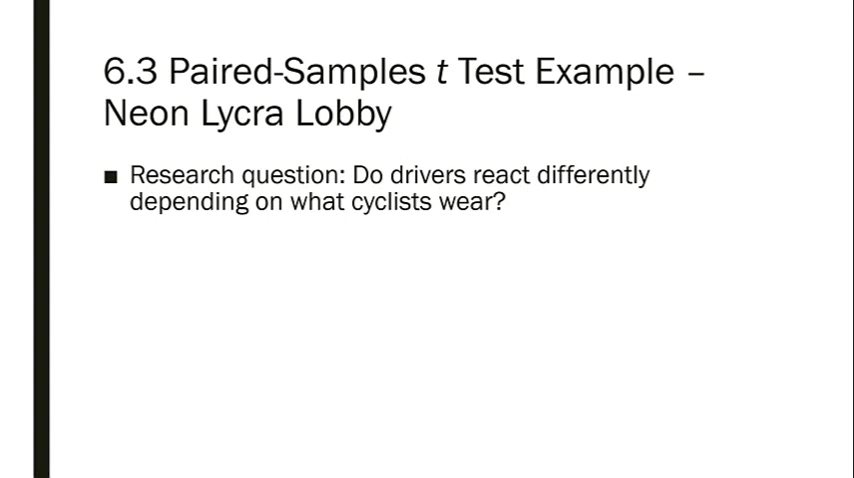 6.3 Paired-Samples t Test Example –
Neon Lycra Lobby
■ Research question: Do drivers react differently
depending on what cyclists wear?